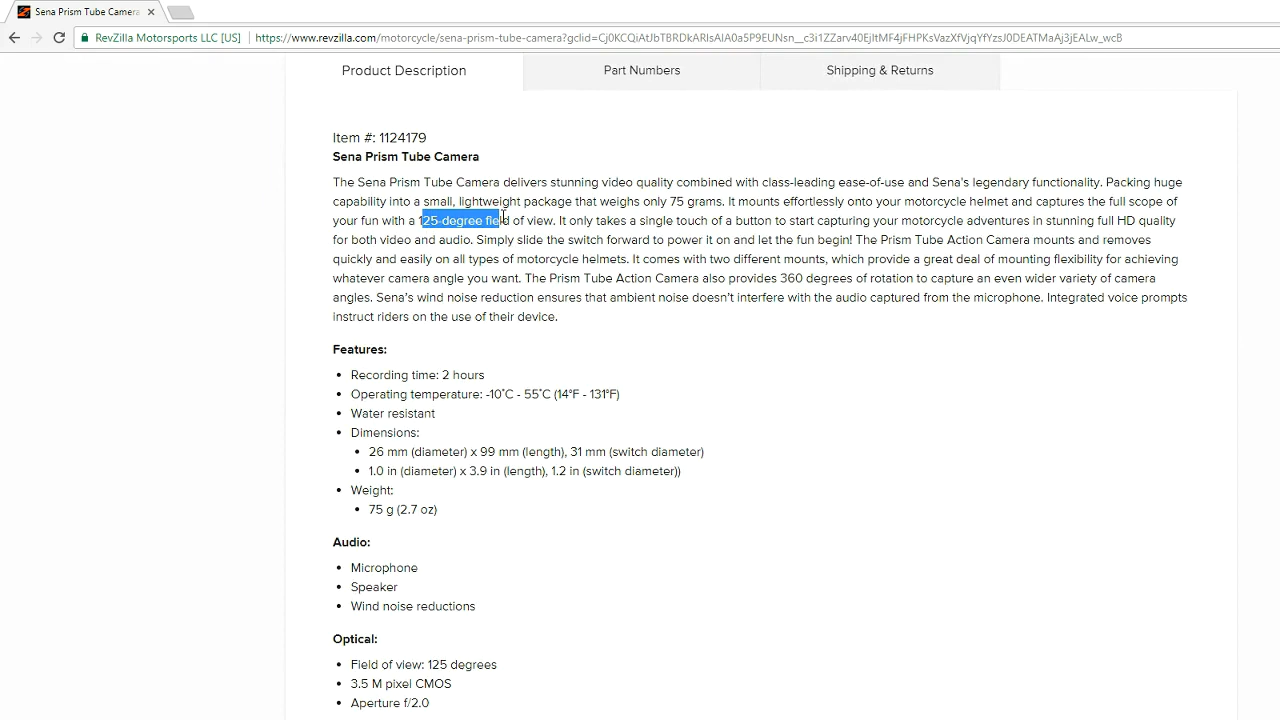 Sena Prism Tube Camera
RevZilla Motorsports LLC [US]
Product Description
Part Numbers
Shipping & Returns
Item #: 1124179
Sena Prism Tube Camera
The Sena Prism Tube Camera delivers stunning video quality combined with class-leading ease-of-use and Sena's legendary functionality. Packing huge
capability into a small, lightweight package that weighs only 75 grams. It mounts effortlessly onto your motorcycle helmet and captures the full scope of
your fun with a 125-degree field of view. It only takes a single touch of a button to start capturing your motorcycle adventures in stunning full HD quality
for both video and audio. Simply slide the switch forward to power it on and let the fun begin! The Prism Tube Action Camera mounts and removes
quickly and easily on all types of motorcycle helmets. It comes with two different mounts, which provide a great deal of mounting flexibility for achieving
whatever camera angle you want. The Prism Tube Action Camera also provides 360 degrees of rotation to capture an even wider variety of camera
angles. Sena's wind noise reduction ensures that ambient noise doesn't interfere with the audio captured from the microphone. Integrated voice prompts
instruct riders on the use of their device.
Features:
• Recording time: 2 hours
• Operating temperature: -10˚C - 55˚C (14°F - 131°F)
• Water resistant
• Dimensions:
• 26 mm (diameter) x 99 mm (length), 31 mm (switch diameter)
• 1.0 in (diameter) x 3.9 in (length), 1.2 in (switch diameter))
• Weight:
• 75 g (2.7 oz)
Audio:
• Microphone
• Speaker
• Wind noise reductions
Optical:
• Field of view: 125 degrees
• 3.5 M pixel CMOS
• Aperture f/2.0